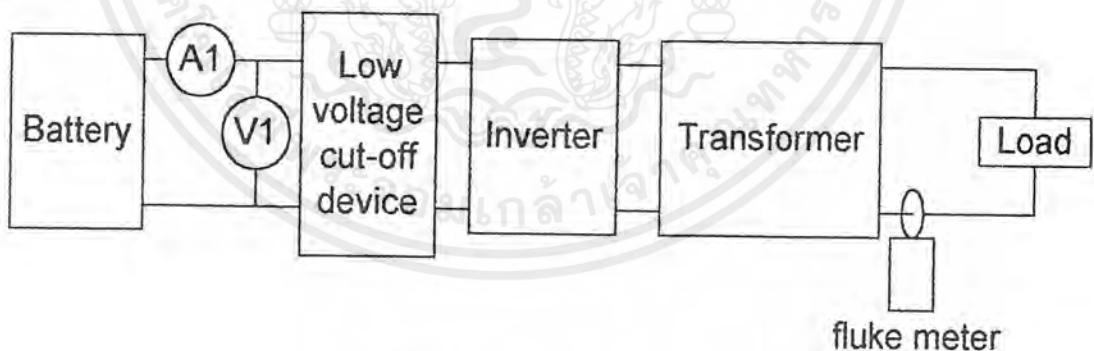 Battery
A1
V1
Low
voltage
cut-off
device
Inverter
Transformer
Load
fluke meter